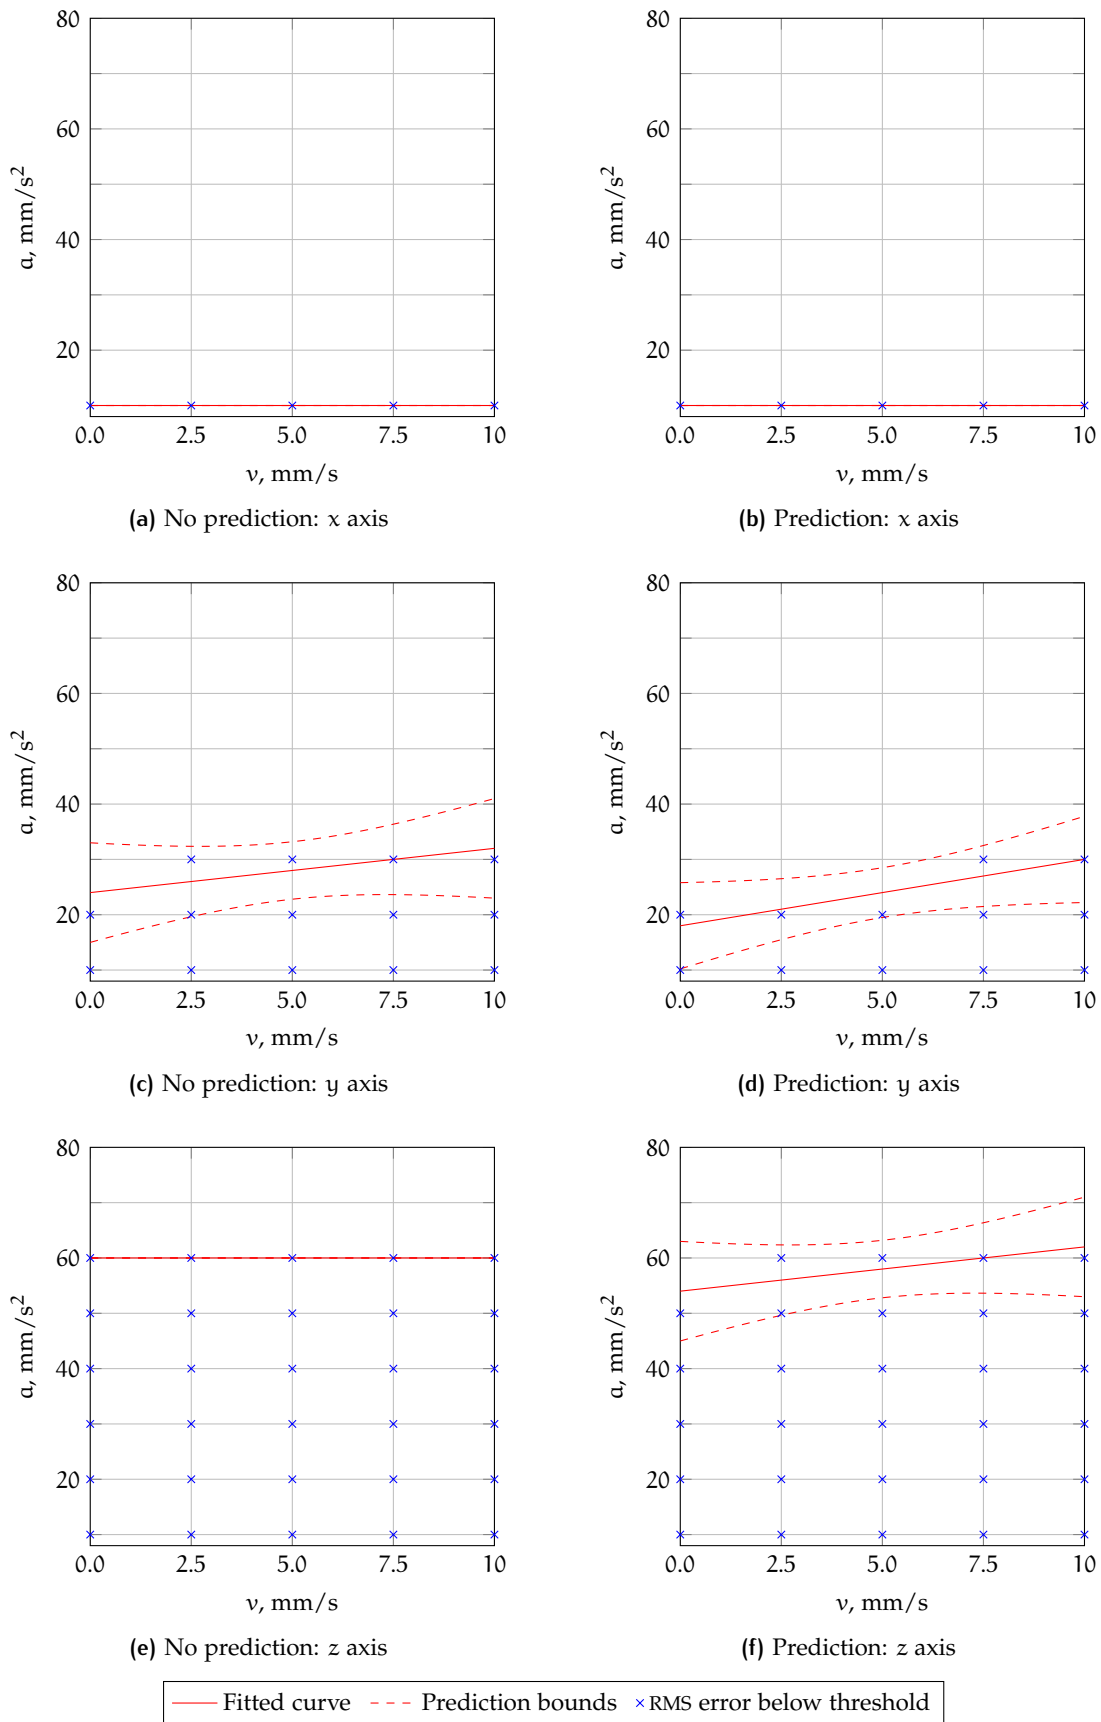 80
60
40
20
a, mm/s²
0.0 2.5 5.0 7.5 10
v, mm/s
(a) No prediction: x axis
80
60
40
20
a, mm/s²
0.0 2.5 5.0 7.5 10
v, mm/s
(b) Prediction: x axis
80
60
40
20
a, mm/s²
0.0 2.5 5.0 7.5 10
v, mm/s
(c) No prediction: y axis
80
60
40
20
a, mm/s²
0.0 2.5 5.0 7.5 10
v, mm/s
(d) Prediction: y axis
80
60
40
20
a, mm/s²
0.0 2.5 5.0 7.5 10
v, mm/s
(e) No prediction: z axis
80
60
40
20
a, mm/s²
0.0 2.5 5.0 7.5 10
v, mm/s
(f) Prediction: z axis
Fitted curve Prediction bounds RMS error below threshold